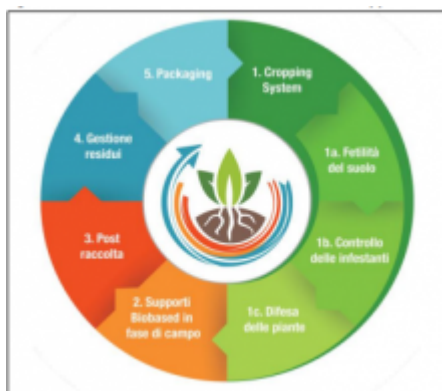 5. Packaging
1. Cropping
System
4. Gestione
residui
1a. Fetilità
del suolo
3. Post
raccolta
1b. Controllo
delle infestanti
2. Supporti
Biobased in
fase di campo
1c. Difesa
delle piante